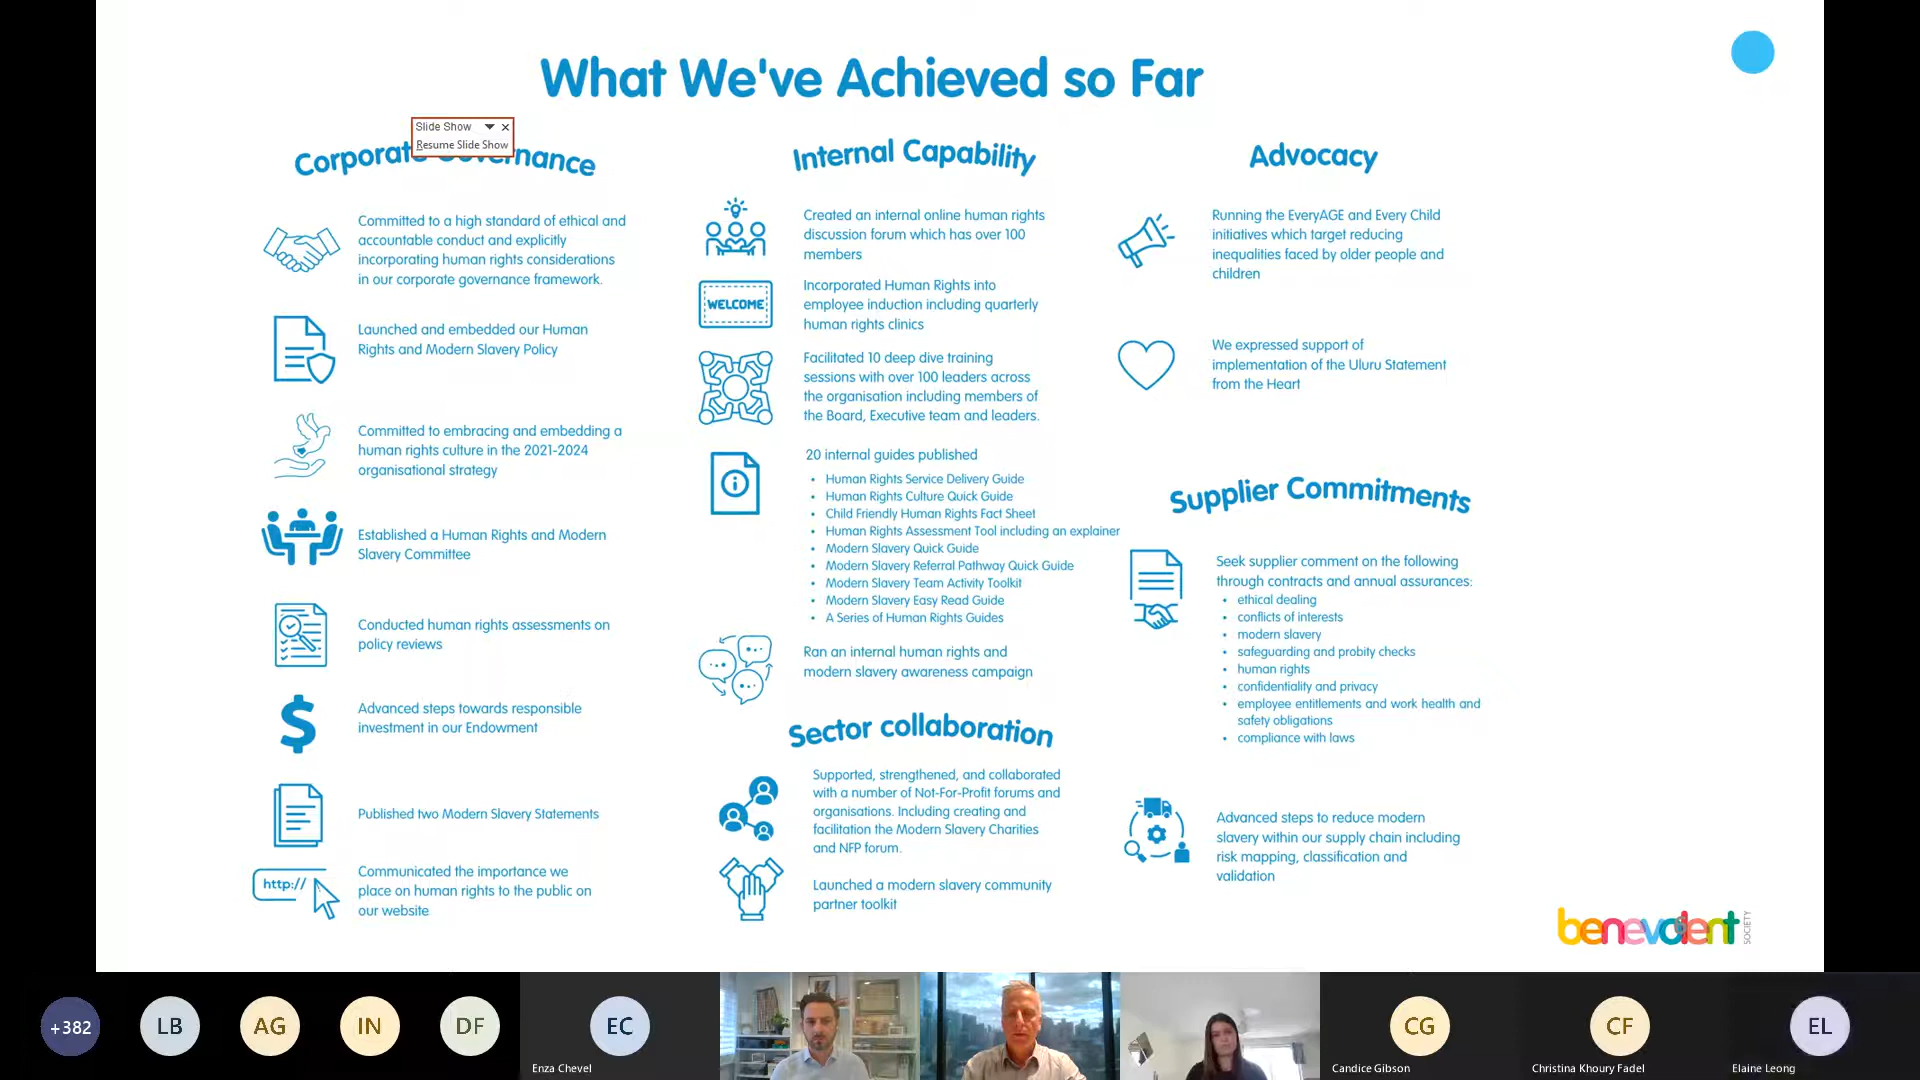 What We've Achieved so Far
Slide Show
Resume Slide Show
Corporate Governance
Committed to a high standard of ethical and
accountable conduct and explicitly
incorporating human rights considerations
in our corporate governance framework.
Launched and embedded our Human
Rights and Modern Slavery Policy
Committed to embracing and embedding a
human rights culture in the 2021-2024
organisational strategy
Established a Human Rights and Modern
Slavery Committee
Conducted human rights assessments on
policy reviews
Advanced steps towards responsible
investment in our Endowment
Published two Modern Slavery Statements
http://
Communicated the importance we
place on human rights to the public on
our website
Internal Capability
Created an internal online human rights
discussion forum which has over 100
members
WELCOME
Incorporated Human Rights into
employee induction including quarterly
human rights clinics
Facilitated 10 deep dive training
sessions with over 100 leaders across
the organisation including members of
the Board, Executive team and leaders.
20 internal guides published
• Human Rights Service Delivery Guide
• Human Rights Culture Quick Guide
• Child Friendly Human Rights Fact Sheet
• Human Rights Assessment Tool including an explainer
• Modern Slavery Quick Guide
• Modern Slavery Referral Pathway Quick Guide
• Modern Slavery Team Activity Toolkit
• Modern Slavery Easy Read Guide
• A Series of Human Rights Guides
Ran an internal human rights and
modern slavery awareness campaign
Sector collaboration
Supported, strengthened, and collaborated
with a number of Not-For-Profit forums and
organisations. Including creating and
facilitation the Modern Slavery Charities
and NFP forum.
Launched a modern slavery community
partner toolkit
Advocacy
Running the EveryAGE and Every Child
initiatives which target reducing
inequalities faced by older people and
children
We expressed support of
implementation of the Uluru Statement
from the Heart
Supplier Commitments
Seek supplier comment on the following
through contracts and annual assurances:
• ethical dealing
• conflicts of interests
• modern slavery
• safeguarding and probity checks
• human rights
• confidentiality and privacy
• employee entitlements and work health and
safety obligations
• compliance with laws
Advanced steps to reduce modern
slavery within our supply chain including
risk mapping, classification and
validation
benevolent
SOCIETY
+382
LB
AG
IN
DF
EC
Enza Chevel
CG
Candice Gibson
CF
Christina Khoury Fadel
EL
Elaine Leong